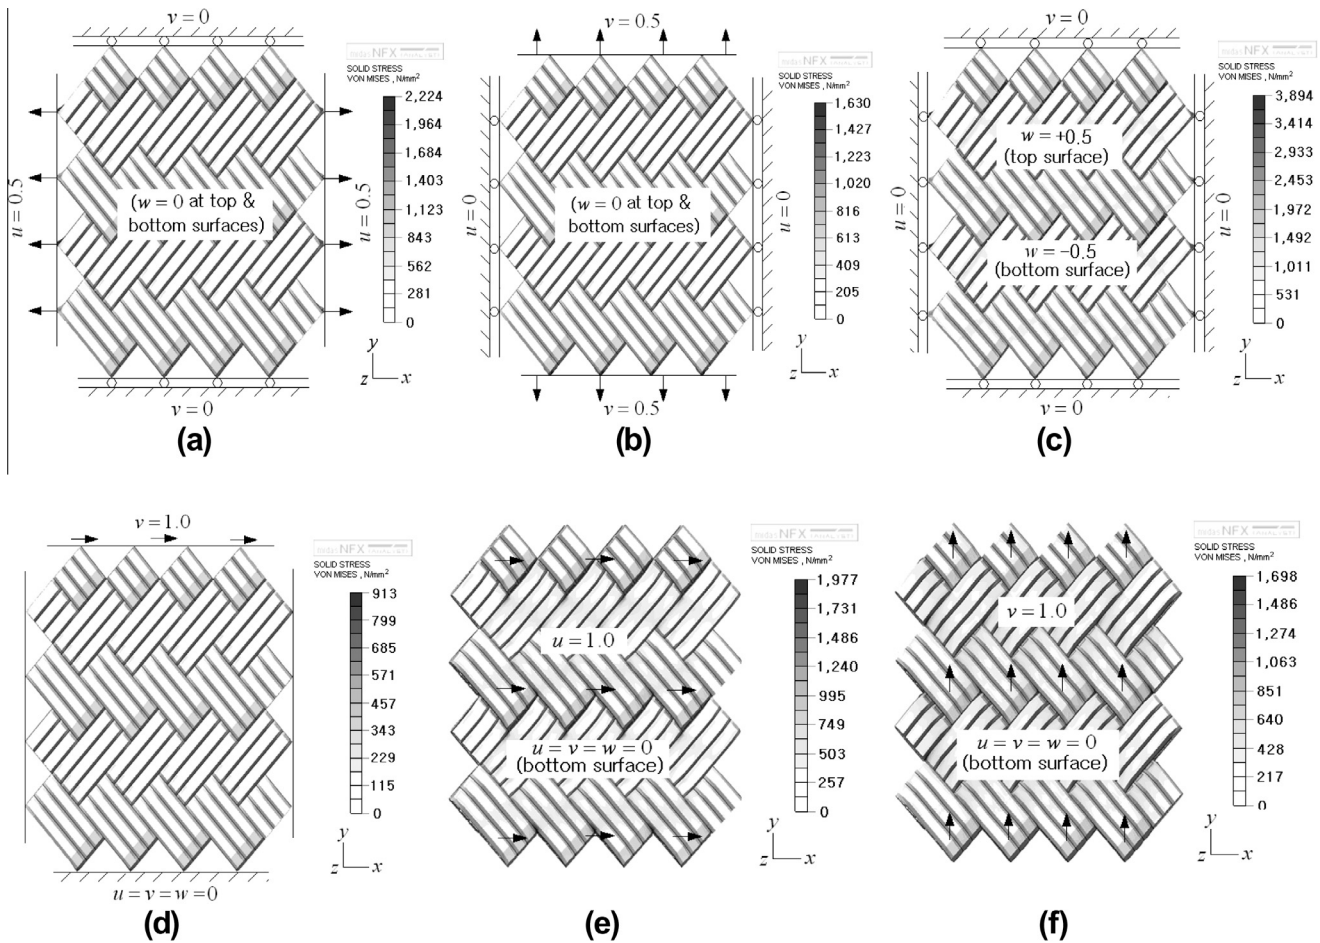 v = 0
NFX
SOLID STRESS
VON MISES , N/mm²
2,224
1,964
1,684
1,403
1,123
843
562
281
0
u = 0.5
(w = 0 at top &
bottom surfaces)
u = 0.5
y
z x
v = 0
(a)
v = 0.5
NFX
SOLID STRESS
VON MISES , N/mm²
1,630
1,427
1,223
1,020
816
613
409
205
0
u = 0
(w = 0 at top &
bottom surfaces)
u = 0
y
z x
v = 0.5
(b)
v = 0
NFX
SOLID STRESS
VON MISES , N/mm²
3,894
3,414
2,933
2,453
1,972
1,492
1,011
531
0
w = +0.5
(top surface)
u = 0
u = 0
w = −0.5
(bottom surface)
y
z x
v = 0
(c)
v = 1.0
NFX
SOLID STRESS
VON MISES , N/mm²
913
799
685
571
457
343
229
115
0
y
z x
u = v = w = 0
(d)
NFX
SOLID STRESS
VON MISES , N/mm²
1,977
1,731
1,486
1,240
995
749
503
257
0
u = 1.0
u = v = w = 0
(bottom surface)
y
z x
(e)
NFX
SOLID STRESS
VON MISES , N/mm²
1,698
1,486
1,274
1,063
851
640
428
217
0
v = 1.0
u = v = w = 0
(bottom surface)
y
z x
(f)